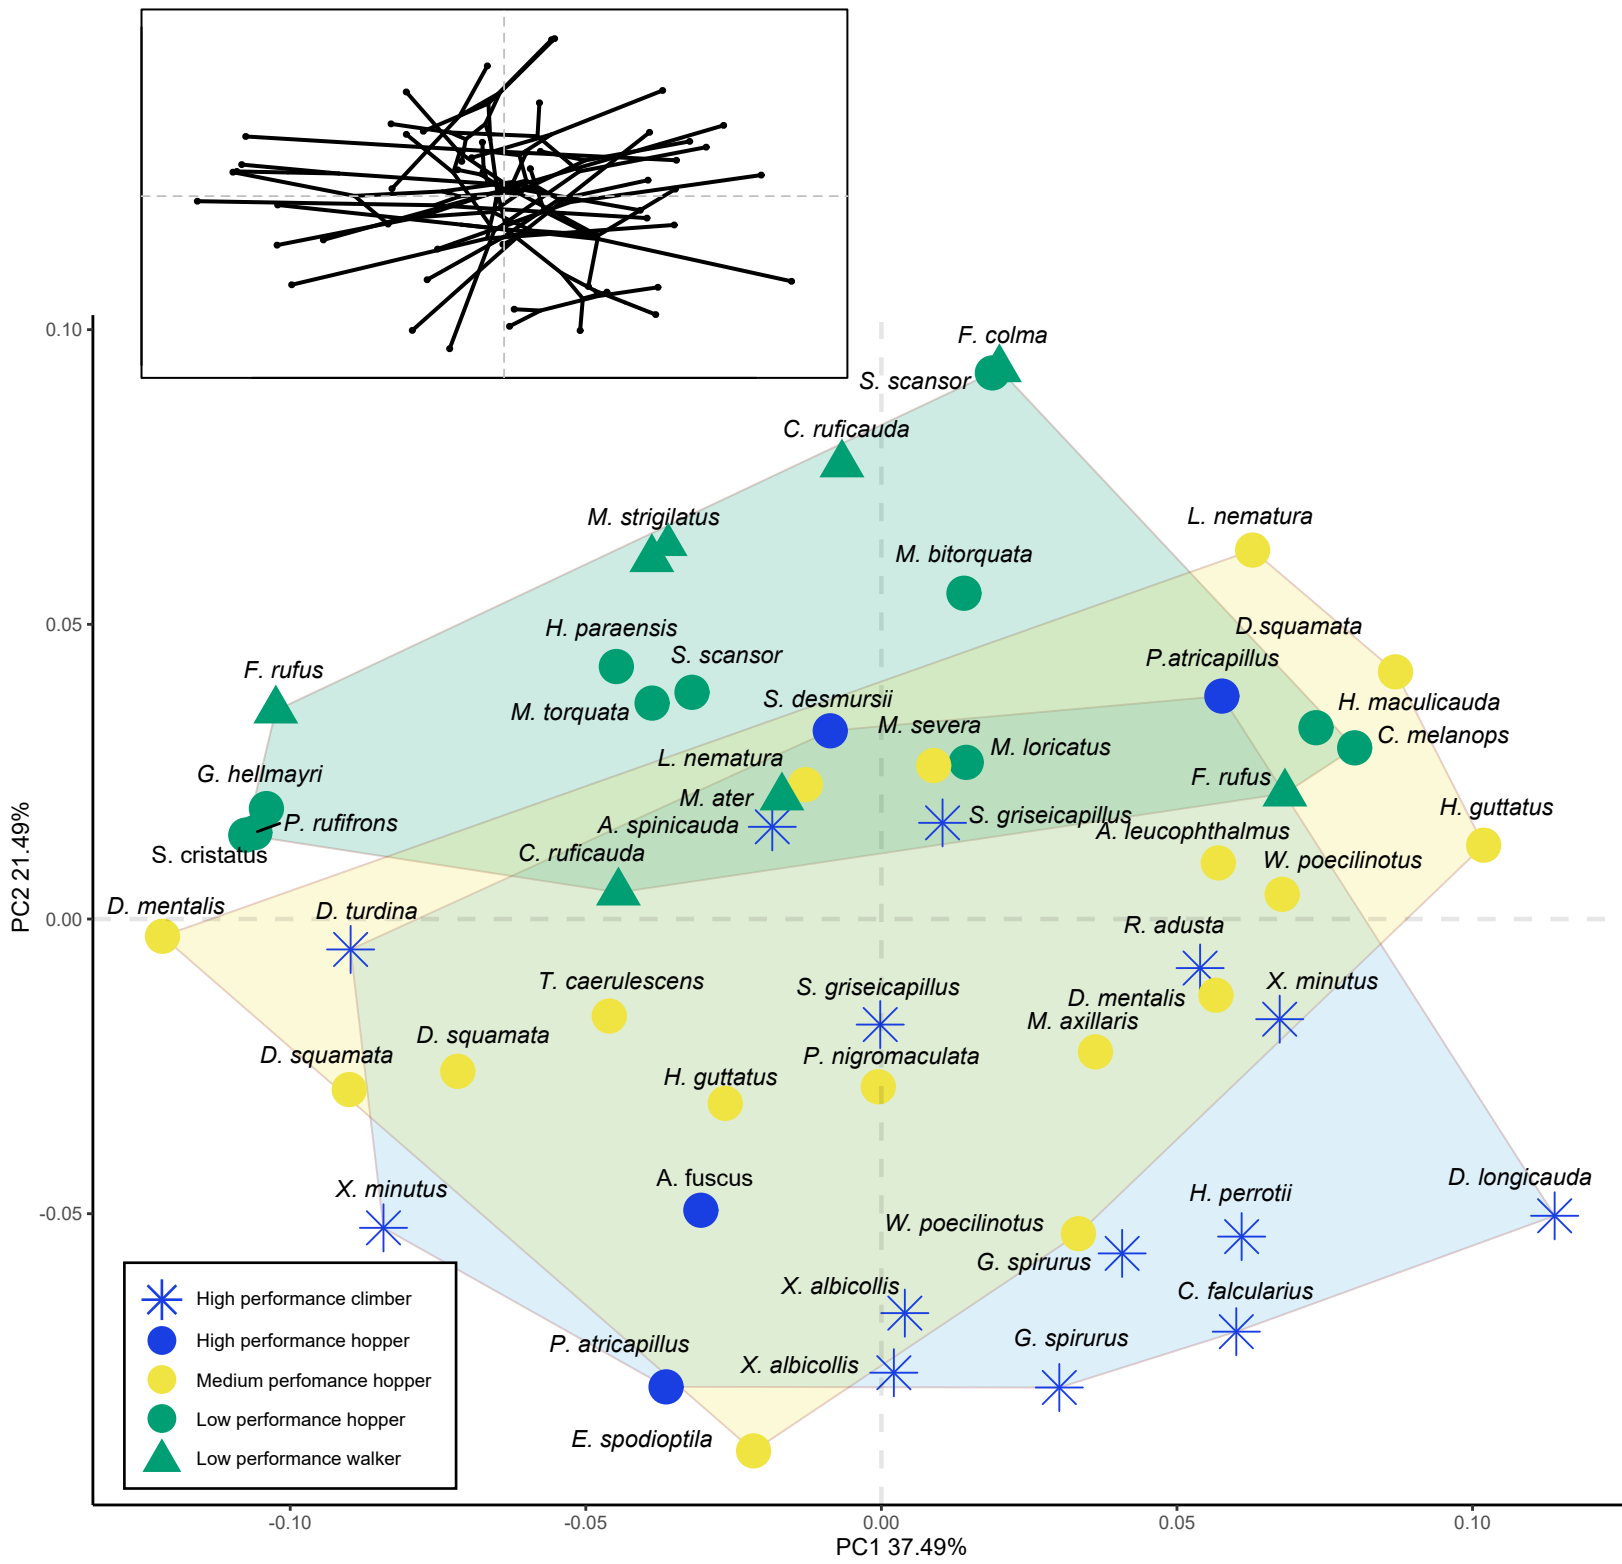 0.10
F. colma
S. scansor
C. ruficauda
M. strigilatus
L. nematura
M. bitorquata
0.05
H. paraensis
D.squamata
S. scansor
P.atricapillus
F. rufus
S. desmursii
H. maculicauda
M. torquata
M. severa
C. melanops
M. loricatus
L. nematura
G. hellmayri
F. rufus
M. ater
H. guttatus
P. rufifrons
A. spinicauda
S. griseicapillus
A. leucophthalmus
S. cristatus
C. ruficauda
W. poecilinotus
PC2 21.49%
0.00
D. mentalis
D. turdina
R. adusta
T. caerulescens
S. griseicapillus
X. minutus
D. mentalis
M. axillaris
D. squamata
D. squamata
P. nigromaculata
H. guttatus
A. fuscus
D. longicauda
X. minutus
H. perrotii
-0.05
W. poecilinotus
G. spirurus
X. albicollis
C. falcularius
High performance climber
High performance hopper
Medium perfomance hopper
Low performance hopper
Low performance walker
P. atricapillus
G. spirurus
X. albicollis
E. spodioptila
-0.10
-0.05
0.00
0.05
0.10
PC1 37.49%